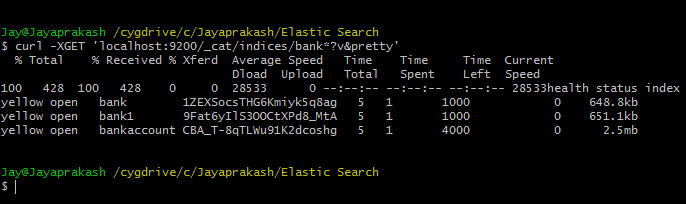 Jay@Jayaprakash /cygdrive/c/Jayaprakash/Elastic Search
$ curl -XGET 'localhost:9200/_cat/indices/bank*?v&pretty'
% Total % Received % Xferd Average Speed Time Time Time Current
Dload Upload Total Spent Left Speed
100 428 100 428 0 0 28533 0 --:--:-- --:--:-- --:--:-- 28533health status index
yellow open bank 1ZEXSocsTHG6Kmiyk5q8ag 5 1 1000 0 648.8kb
yellow open bank1 9Fat6yIlS3OOCtXPd8_MtA 5 1 1000 0 651.1kb
yellow open bankaccount CBA_T-8qTLWu91K2dcoshg 5 1 4000 0 2.5mb
Jay@Jayaprakash /cygdrive/c/Jayaprakash/Elastic Search
$